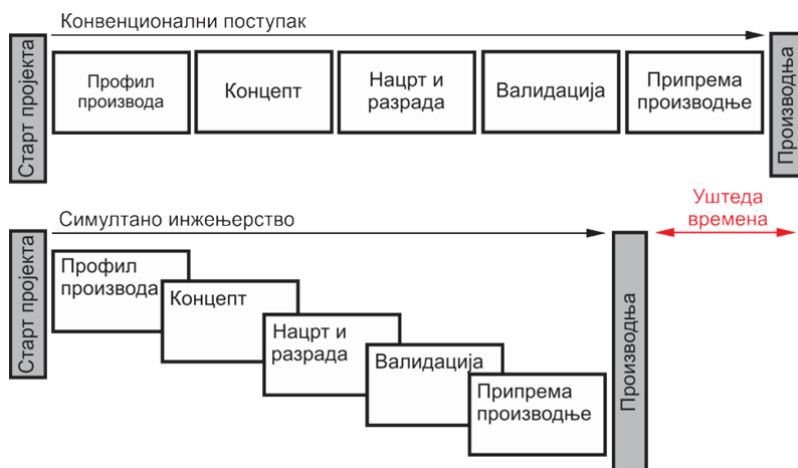 Конвенционални поступак
Старт пројекта
Профил
производа
Концепт
Нацрт и
разрада
Валидација
Припрема
производње
Производња
Уштеда
времена
Симултано инжењерство
Старт пројекта
Профил
производа
Концепт
Нацрт и
разрада
Валидација
Припрема
производње
Производња